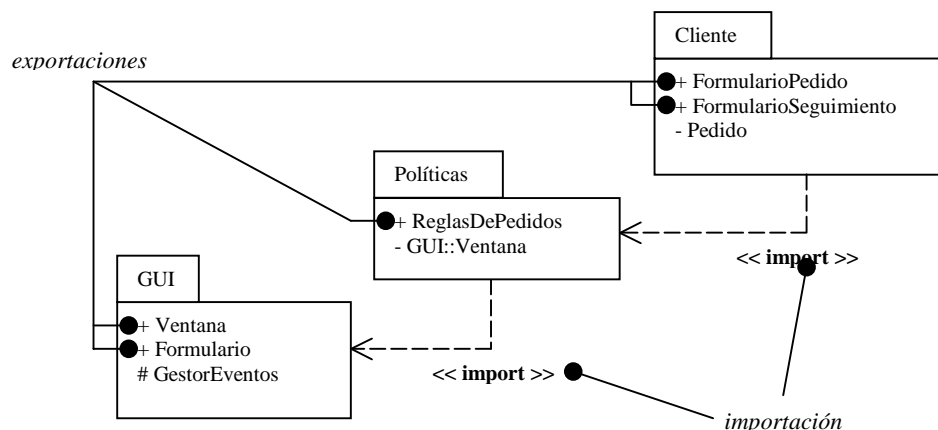 Cliente
exportaciones
+ FormularioPedido
+ FormularioSeguimiento
- Pedido
Políticas
+ ReglasDePedidos
- GUI::Ventana
<< import >>
GUI
+ Ventana
+ Formulario
# GestorEventos
<< import >>
importación